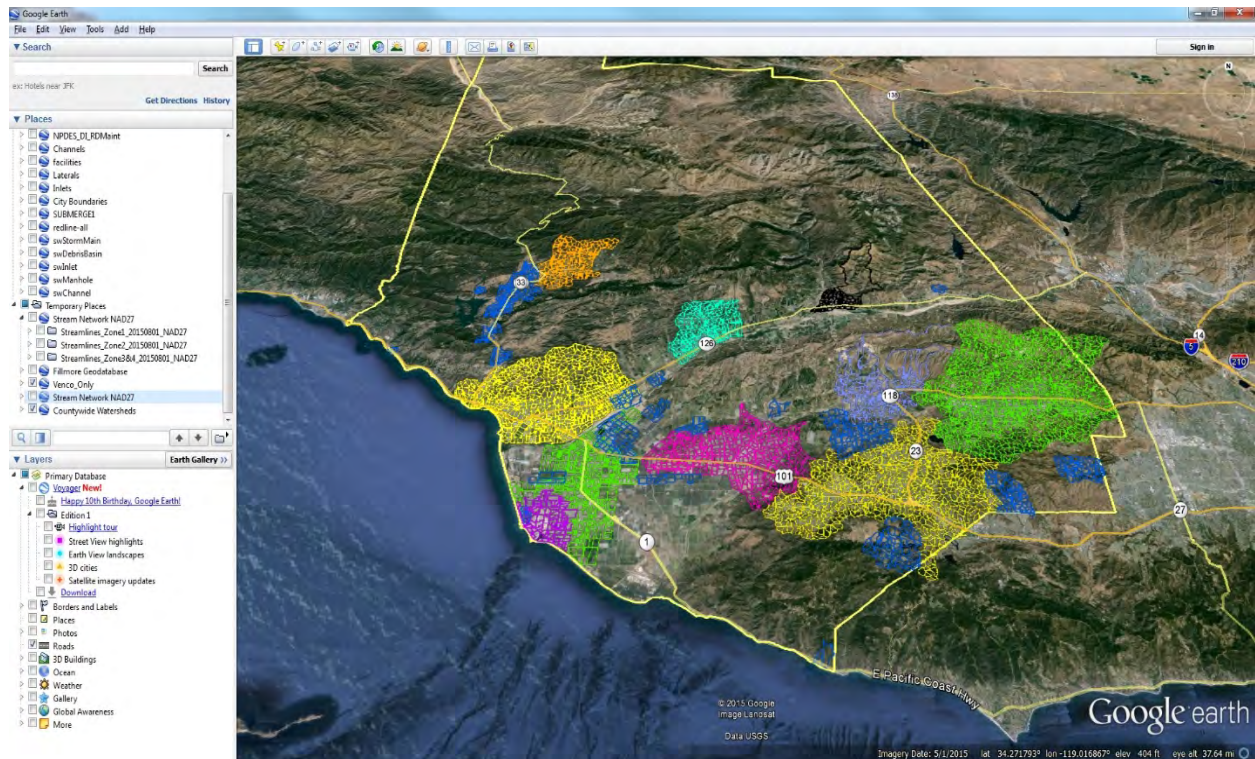 Google Earth
File Edit View Tools Add Help
▼ Search
Search
ex: Hotels near JFK
Get Directions History
▼ Places
NPDES_DI_RDMaint
Channels
facilities
Laterals
Inlets
City Boundaries
SUBMERGE1
redline-all
swStormMain
swDebrisBasin
swInlet
swManhole
swChannel
Temporary Places
Stream Network NAD27
Streamlines_Zone1_20150801_NAD27
Streamlines_Zone2_20150801_NAD27
Streamlines_Zone3&4_20150801_NAD27
Fillmore Geodatabase
Venco_Only
Stream Network NAD27
Countywide Watersheds
▼ Layers
Earth Gallery >>
Primary Database
Voyager New!
Happy 10th Birthday, Google Earth!
Edition 1
Highlight tour
Street View highlights
Earth View landscapes
3D cities
Satellite imagery updates
Download
Borders and Labels
Places
Photos
Roads
3D Buildings
Ocean
Weather
Gallery
Global Awareness
More
Sign in
N
138
33
126
14
5
210
118
23
101
27
1
E Pacific Coast Hwy
© 2015 Google
Image Landsat
Data USGS
Google earth
Imagery Date: 5/1/2015 lat 34.271793° lon -119.016867° elev 404 ft eye alt 37.64 mi